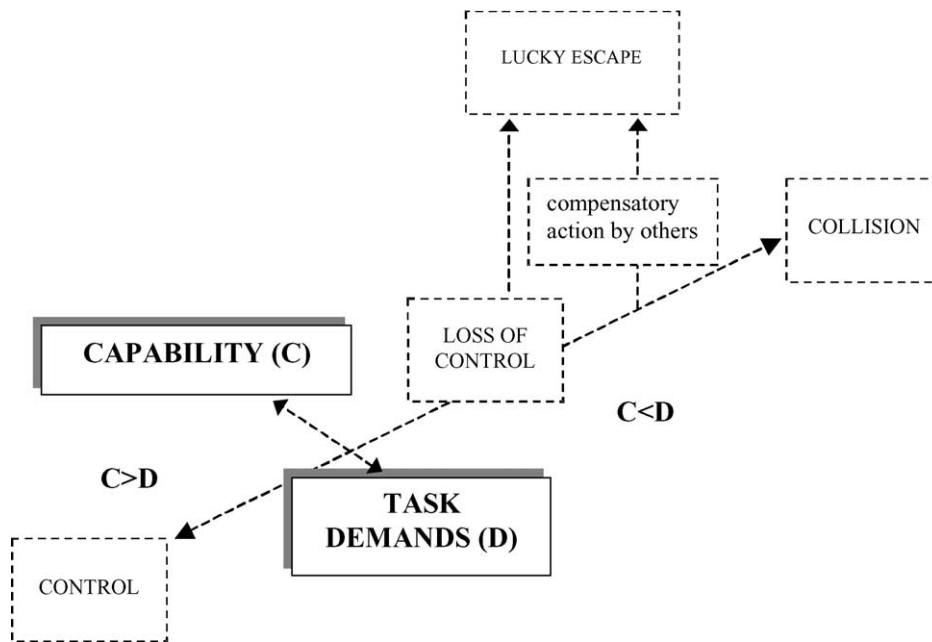 LUCKY ESCAPE
compensatory
action by others
COLLISION
LOSS OF
CONTROL
CAPABILITY (C)
C<D
C>D
TASK
DEMANDS (D)
CONTROL